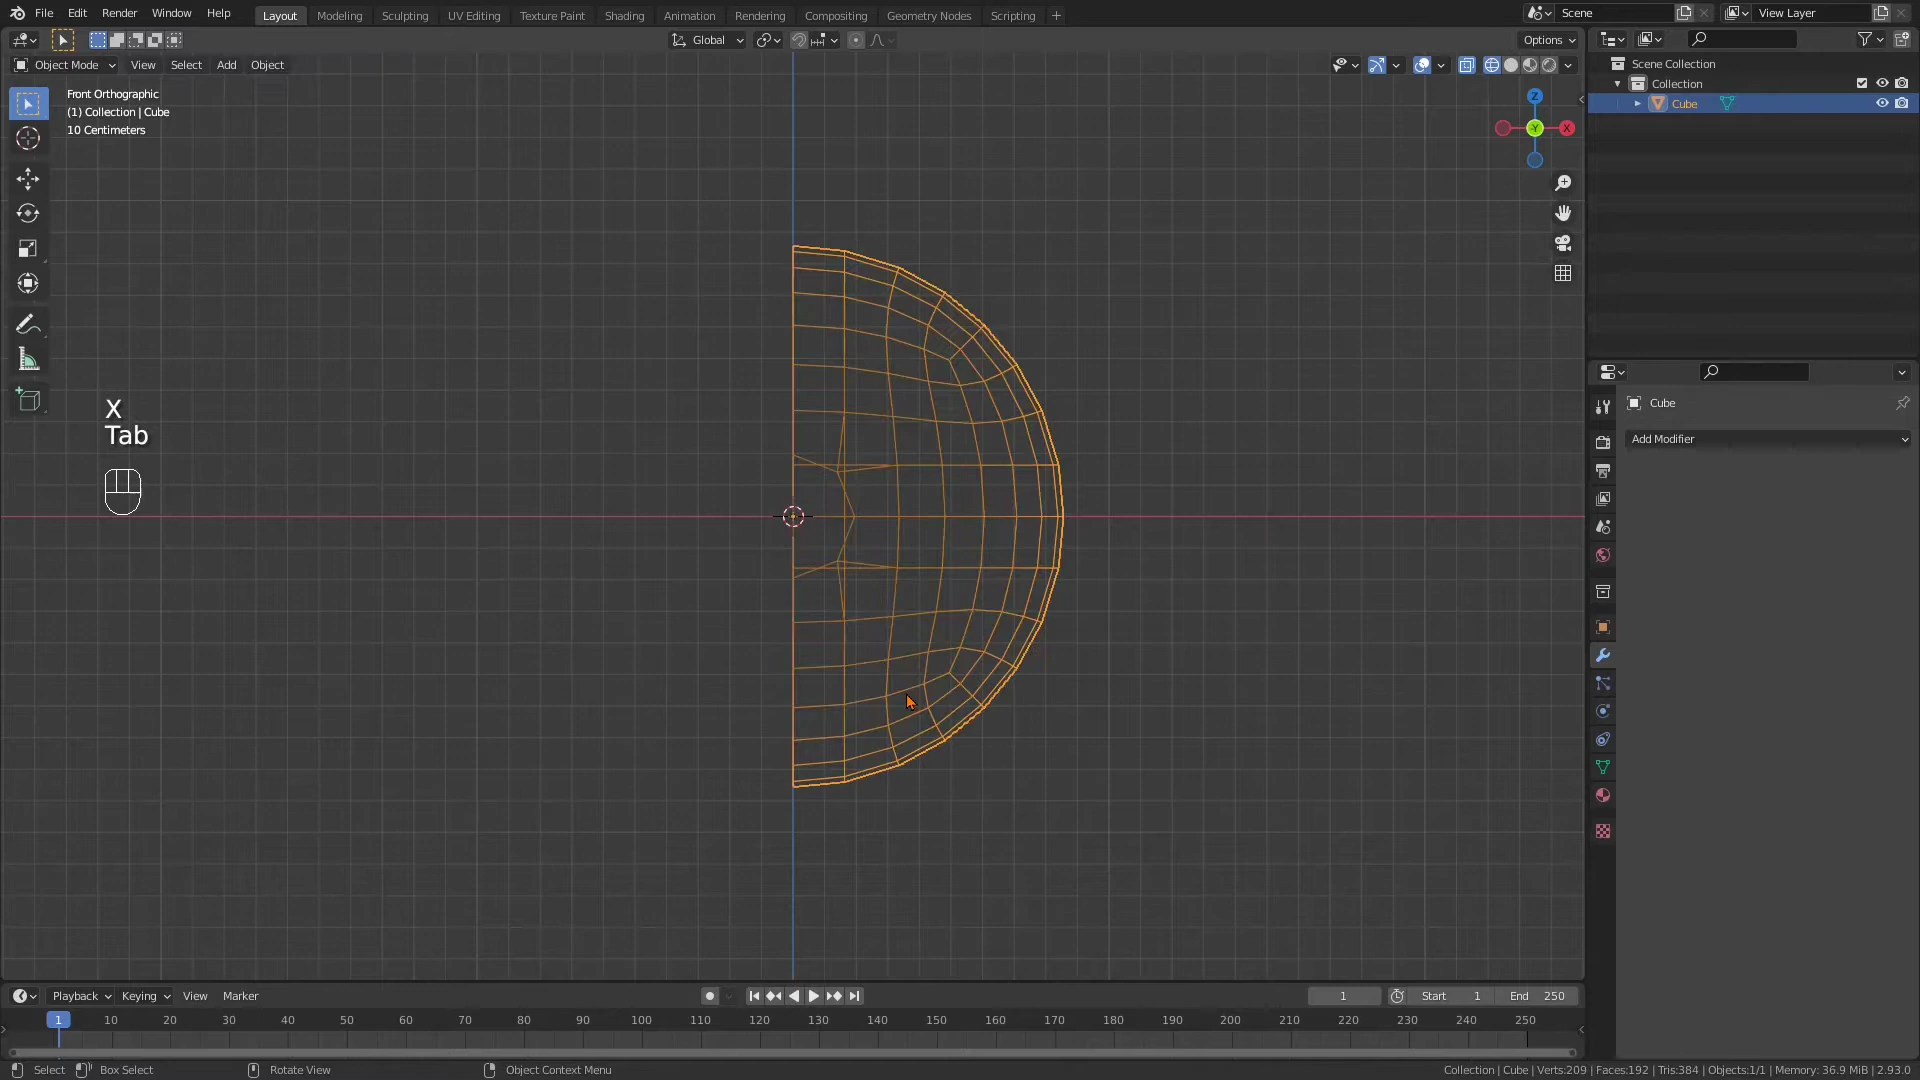 File Edit Render Window Help Layout Modeling Sculpting UV Editing Texture Paint Shading Animation Rendering Compositing Geometry Nodes Scripting + Scene View Layer
Global Options
Object Mode View Select Add Object
Front Orthographic
(1) Collection | Cube
10 Centimeters
Z
X
-Y
Scene Collection
Collection
Cube
X
Tab
Cube
Add Modifier
Playback Keying View Marker 1 Start 1 End 250
1 10 20 30 40 50 60 70 80 90 100 110 120 130 140 150 160 170 180 190 200 210 220 230 240 250
Select Box Select Rotate View Object Context Menu Collection | Cube | Verts:209 | Faces:192 | Tris:384 | Objects:1/1 | Memory: 36.9 MiB | 2.93.0